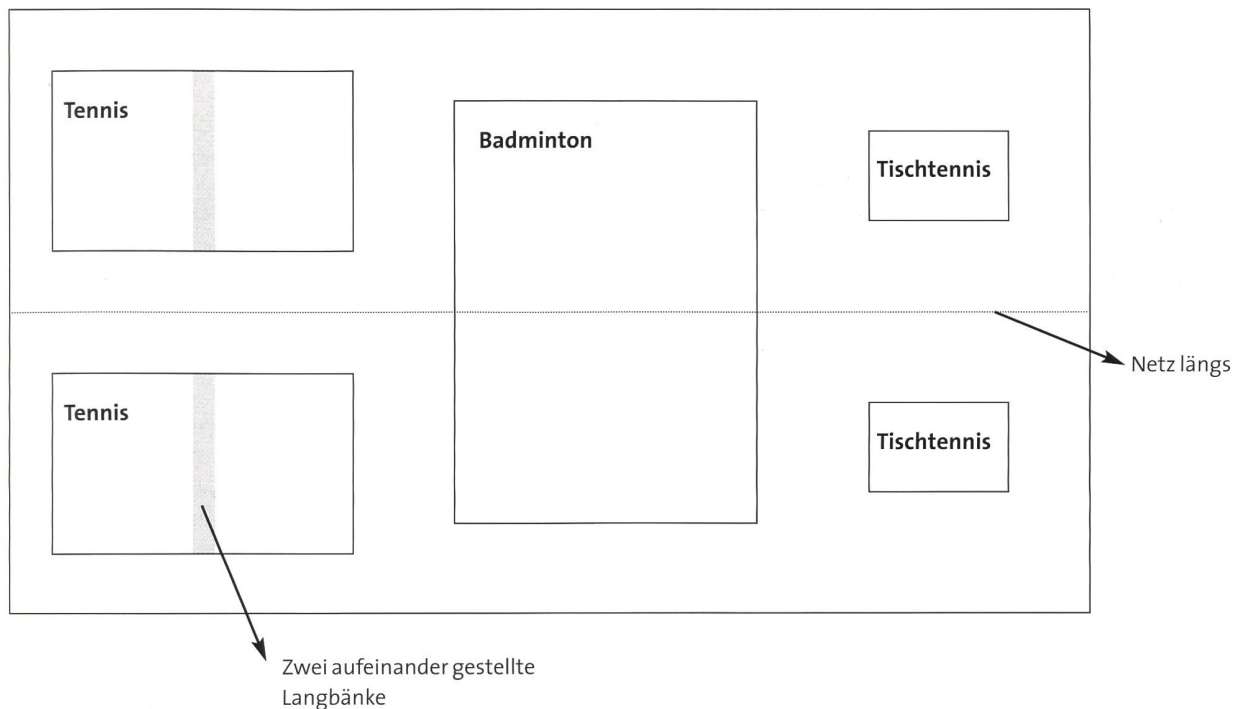 Tennis
Badminton
Tischtennis
Netz längs
Tennis
Tischtennis
Zwei aufeinander gestellte
Langbänke